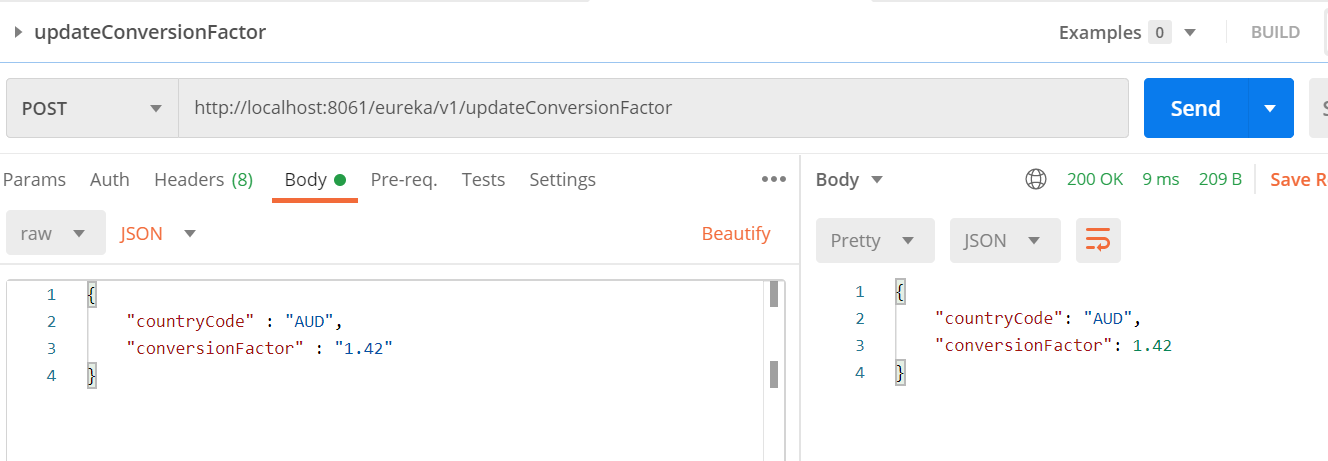 updateConversionFactor
Examples 0
BUILD
POST
http://localhost:8061/eureka/v1/updateConversionFactor
Send
Params Auth Headers (8) Body Pre-req. Tests Settings
raw JSON Beautify
1 {
2 "countryCode" : "AUD",
3 "conversionFactor" : "1.42"
4 }
Body 200 OK 9 ms 209 B Save R
Pretty JSON
1 {
2 "countryCode": "AUD",
3 "conversionFactor": 1.42
4 }